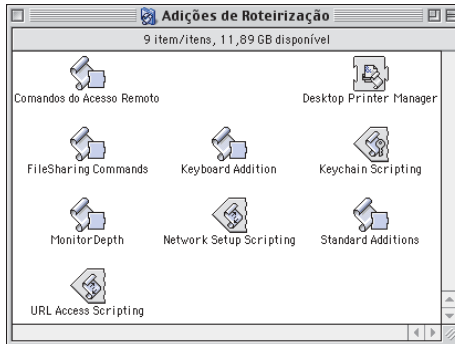 Adições de Roteirização
9 item/itens, 11,89 GB disponível
Comandos do Acesso Remoto
Desktop Printer Manager
FileSharing Commands
Keyboard Addition
Keychain Scripting
MonitorDepth
Network Setup Scripting
Standard Additions
URL Access Scripting